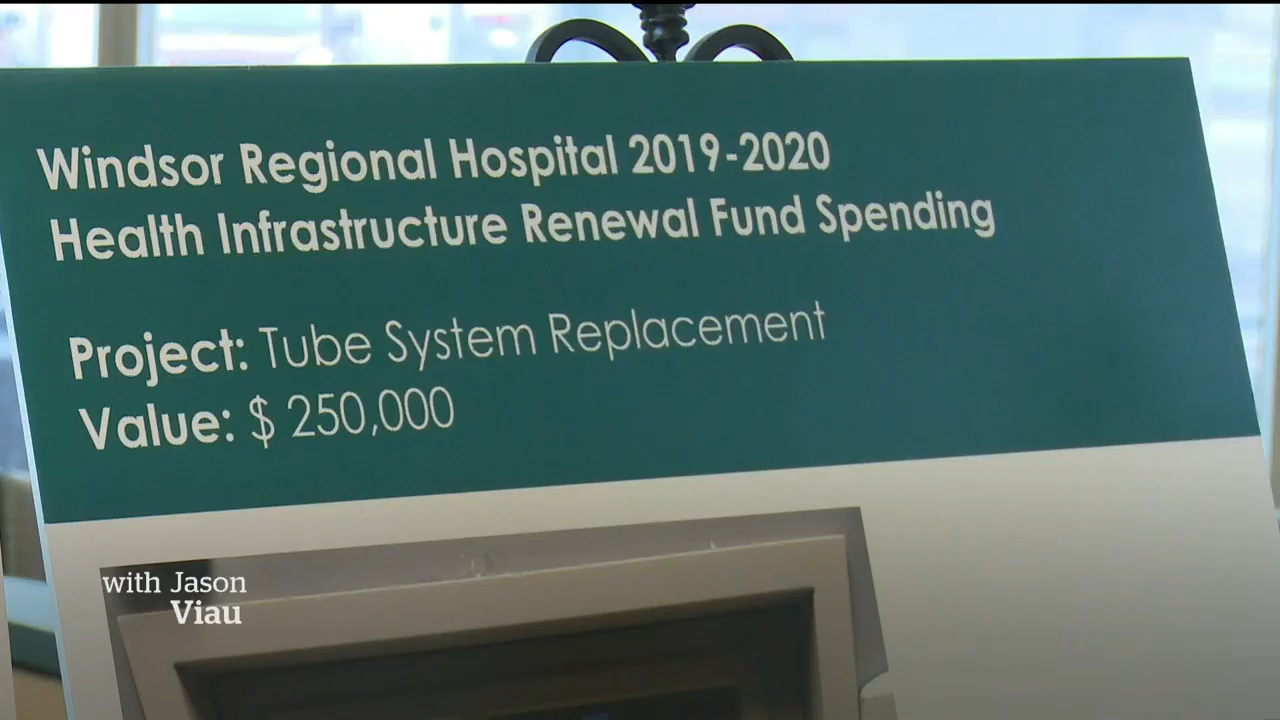 Windsor Regional Hospital 2019-2020
Health Infrastructure Renewal Fund Spending
Project: Tube System Replacement
Value: $ 250,000
with Jason
Viau